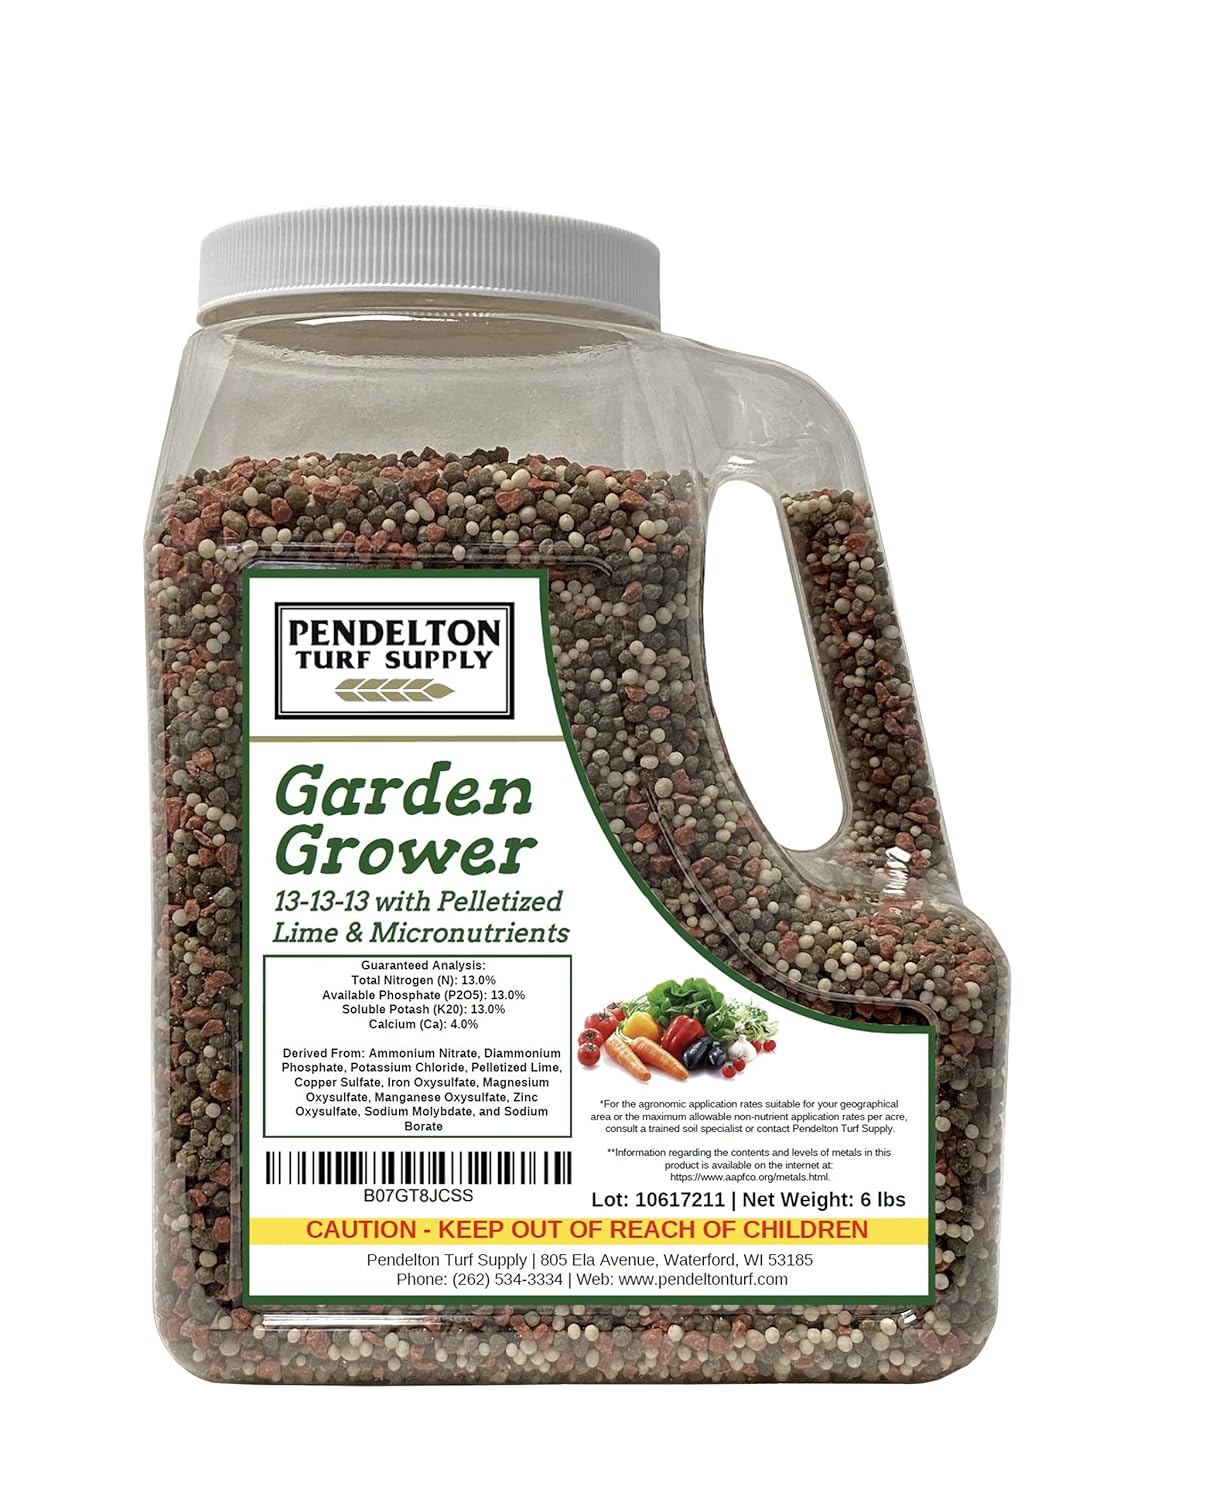 PENDELTON
TURF SUPPLY
Garden
Grower
13-13-13 with Pelletized
Lime & Micronutrients
Guaranteed Analysis:
Total Nitrogen (N): 13.0%
Available Phosphate (P2O5): 13.0%
Soluble Potash (K20): 13.0%
Calcium (Ca): 4.0%
Derived From: Ammonium Nitrate, Diammonium
Phosphate, Potassium Chloride, Pelletized Lime,
Copper Sulfate, Iron Oxysulfate, Magnesium
Oxysulfate, Manganese Oxysulfate, Zinc
Oxysulfate, Sodium Molybdate, and Sodium
Borate
B07GT8JCSS
*For the agronomic application rates suitable for your geographical
area or the maximum allowable non-nutrient application rates per acre,
consult a trained soil specialist or contact Pendelton Turf Supply.
**Information regarding the contents and levels of metals in this
product is available on the internet at:
https://www.aapfco.org/metals.html.
Lot: 10617211 | Net Weight: 6 lbs
CAUTION - KEEP OUT OF REACH OF CHILDREN
Pendelton Turf Supply | 805 Ela Avenue, Waterford, WI 53185
Phone: (262) 534-3334 | Web: www.pendeltonturf.com